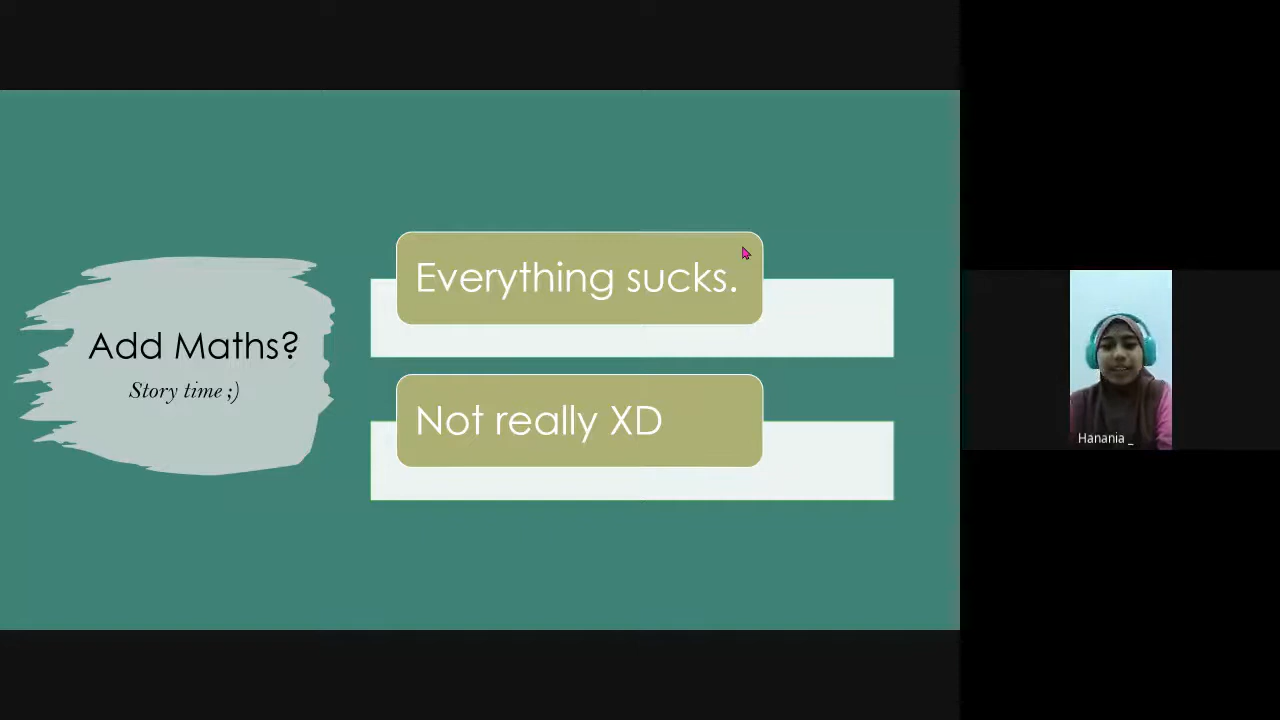 Add Maths?
Story time ;)
Everything sucks.
Not really XD
Hanania _